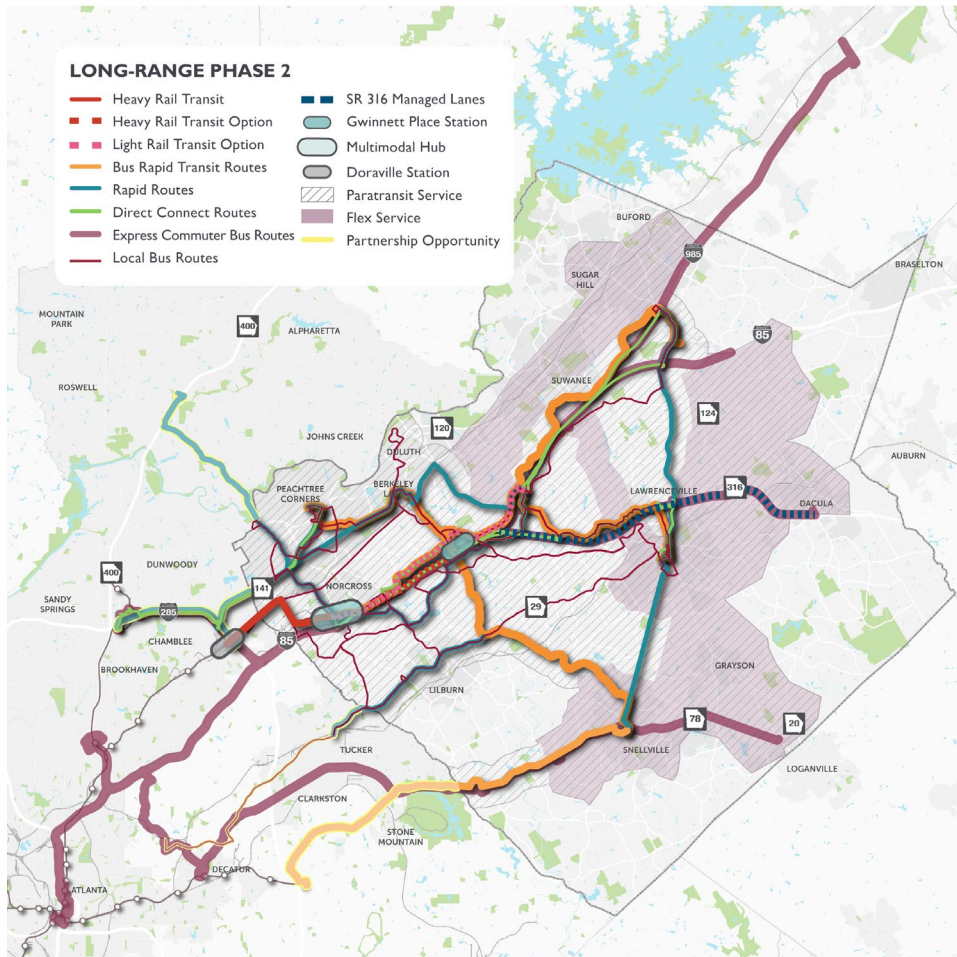 LONG-RANGE PHASE 2
Heavy Rail Transit
Heavy Rail Transit Option
Light Rail Transit Option
Bus Rapid Transit Routes
Rapid Routes
Direct Connect Routes
Express Commuter Bus Routes
Local Bus Routes
SR 316 Managed Lanes
Gwinnett Place Station
Multimodal Hub
Doraville Station
Paratransit Service
Flex Service
Partnership Opportunity
BUFORD
985
BRASELTON
SUGAR
HILL
MOUNTAIN
PARK
400
ALPHARETTA
85
ROSWELL
SUWANEE
124
JOHNS CREEK
120
DULUTH
AUBURN
PEACHTREE
CORNERS
BERKELEY
LAWRENCEVILLE
316
DACULA
DUNWOODY
400
141
NORCROSS
SANDY
SPRINGS
285
29
CHAMBLEE
85
BROOKHAVEN
GRAYSON
LILBURN
78
20
TUCKER
SNELLVILLE
LOGANVILLE
CLARKSTON
STONE
MOUNTAIN
DECATUR
ATLANTA